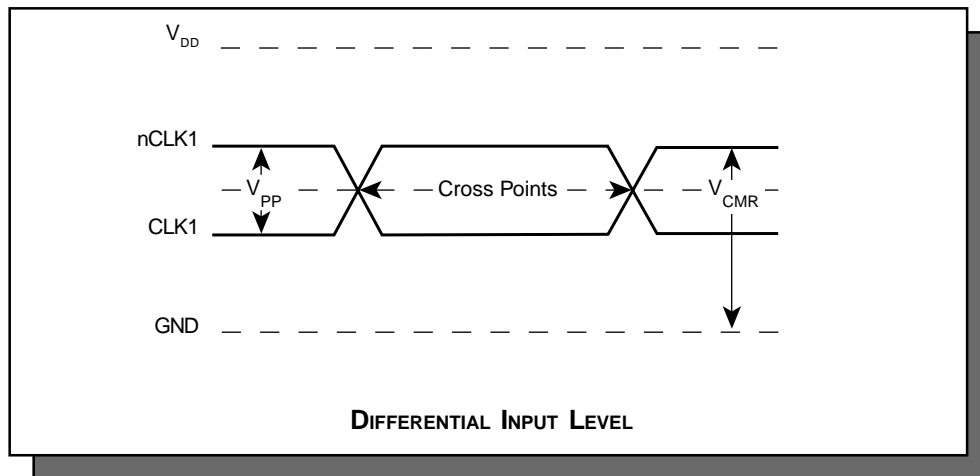 VDD
nCLK1
VPP
Cross Points
VCMR
CLK1
GND
DIFFERENTIAL INPUT LEVEL